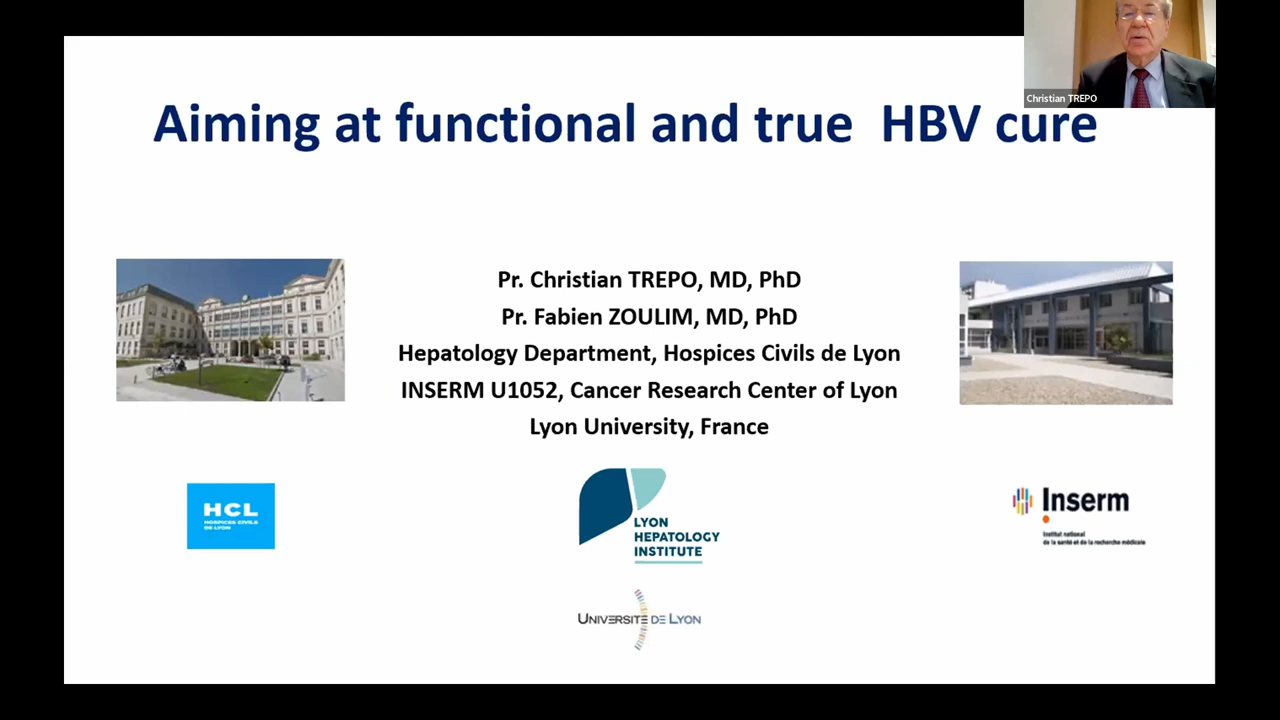 Christian TREPO
Aiming at functional and true HBV cure
Pr. Christian TREPO, MD, PhD
Pr. Fabien ZOULIM, MD, PhD
Hepatology Department, Hospices Civils de Lyon
INSERM U1052, Cancer Research Center of Lyon
Lyon University, France
HCL
HOSPICES CIVILS
DE LYON
LYON
HEPATOLOGY
INSTITUTE
Inserm
Institut national
de la santé et de la recherche médicale
UNIVERSITE DE LYON